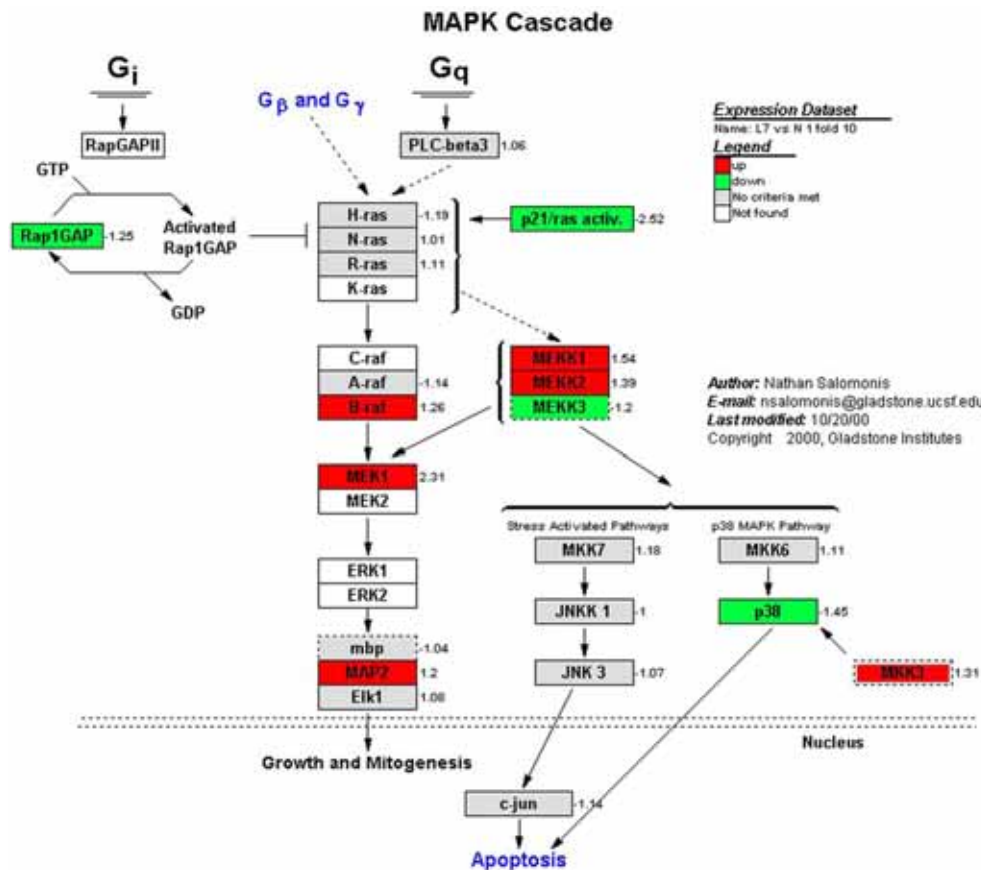 MAPK Cascade
Gi
Gq
Gβ and Gγ
Expression Dataset
Name: L7 vs N 1fold 10
Legend
up
down
No criteria met
Not found
RapGAPII
PLC-beta3 1.06
GTP
Rap1GAP -1.25
Activated
Rap1GAP
GDP
H-ras -1.19
N-ras 1.01
R-ras 1.11
K-ras
p21/ras activ. -2.52
C-raf
A-raf -1.14
B-raf 1.26
MEKK1 1.54
MEKK2 1.39
MEKK3 -1.2
Author: Nathan Salomonis
E-mail: nsalomonis@gladstone.ucsf.edu
Last modified: 10/20/00
Copyright 2000, Gladstone Institutes
MEK1 2.31
MEK2
Stress Activated Pathways
p38 MAPK Pathway
MKK7 1.18
MKK6 1.11
ERK1
ERK2
JNKK 1 -1
p38 -1.45
mbp -1.04
MAP2 1.2
Elk1 1.08
JNK 3 -1.07
MKK3 1.31
Nucleus
Growth and Mitogenesis
c-jun -1.14
Apoptosis